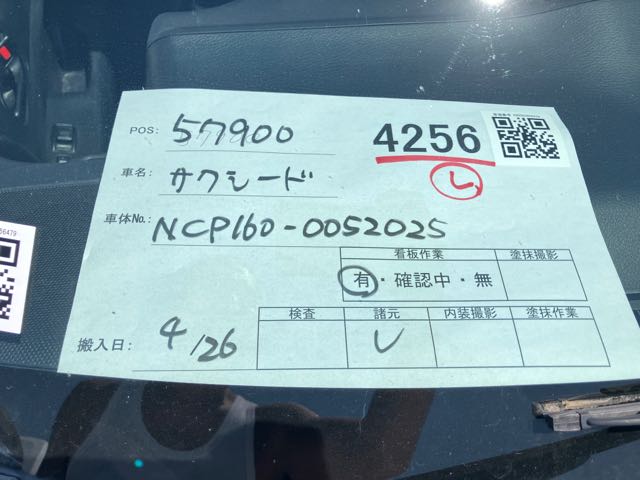 POS: 57900
4256
車名: サクシード
レ
車体No.: NCP160-0052025
看板作業 塗抹撮影
有・確認中・無
検査 諸元 内装撮影 塗抹作業
搬入日: 4/26 レ
56479